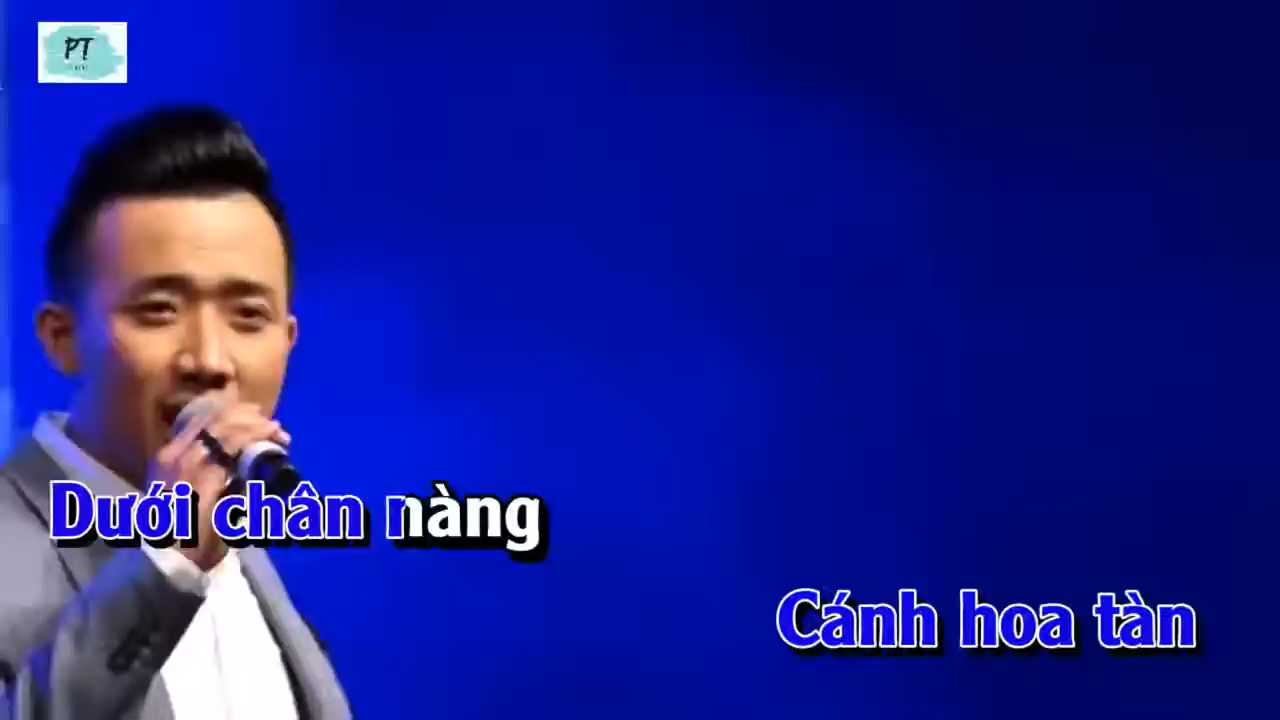 PT
Dưới chân nàng
Cánh hoa tàn